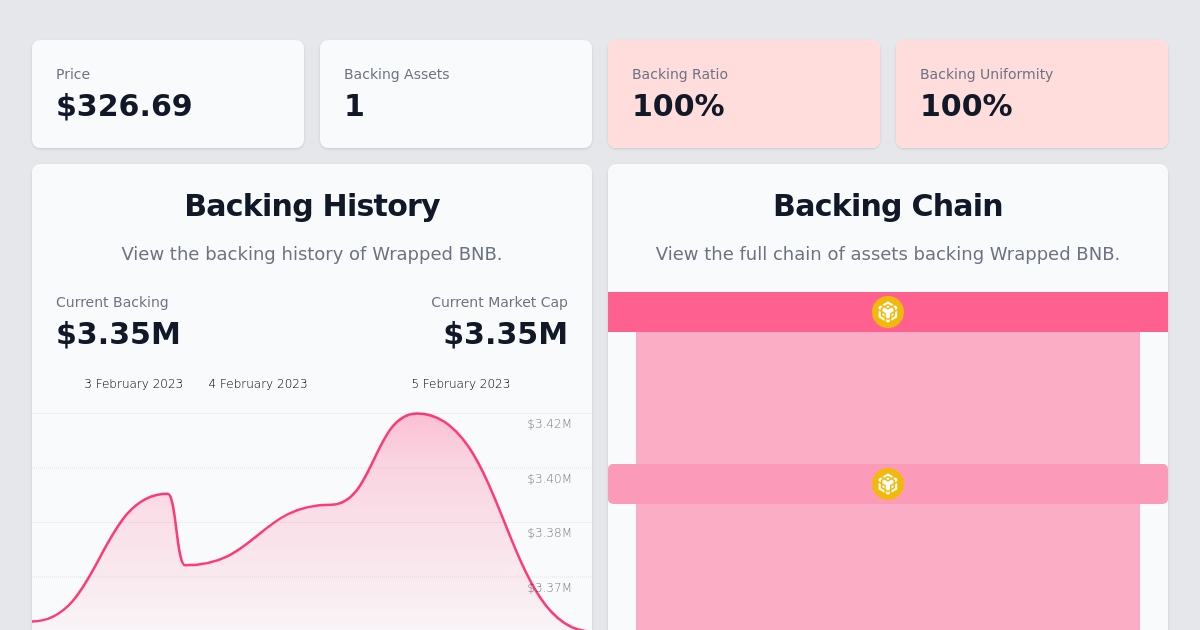 Price
$326.69
Backing Assets
1
Backing Ratio
100%
Backing Uniformity
100%
Backing History
View the backing history of Wrapped BNB.
Current Backing
$3.35M
Current Market Cap
$3.35M
3 February 2023
4 February 2023
5 February 2023
$3.42M
$3.40M
$3.38M
$3.37M
Backing Chain
View the full chain of assets backing Wrapped BNB.